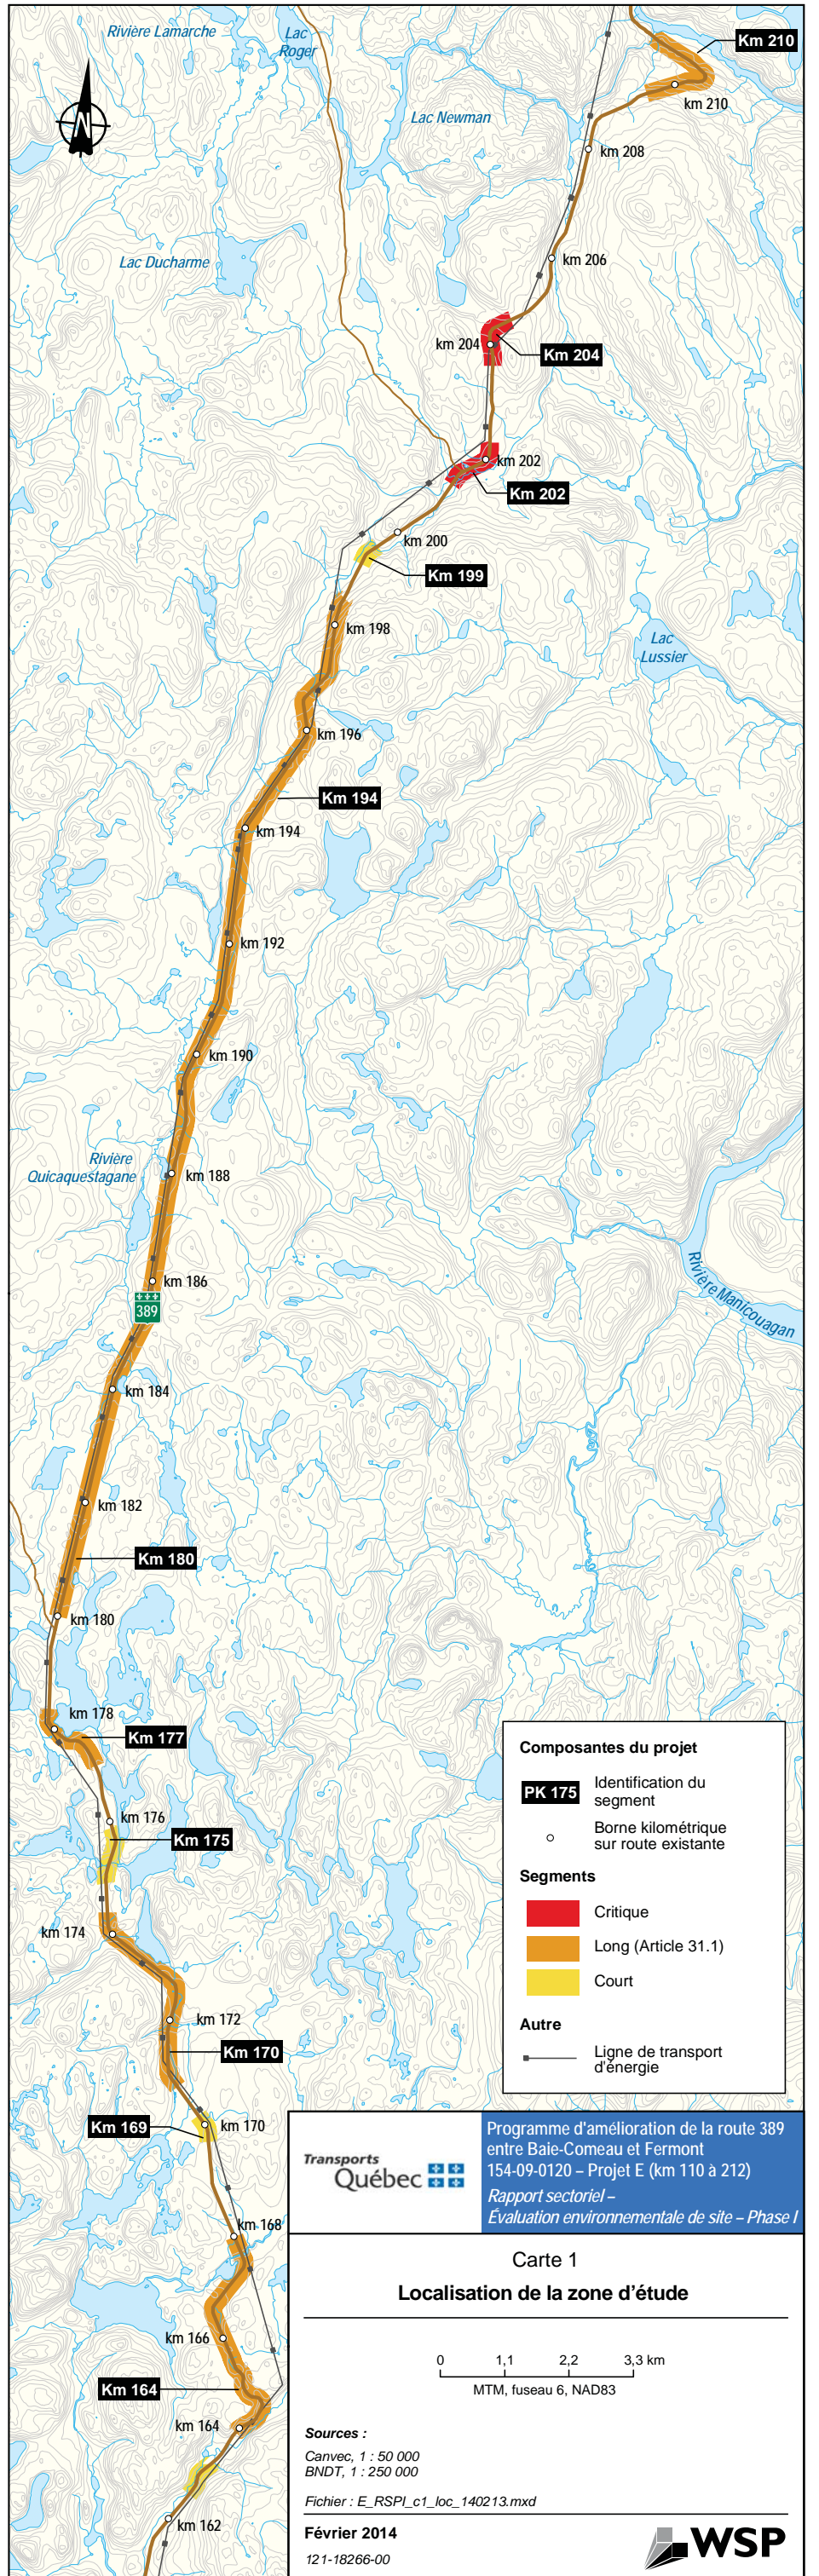 Rivière Lamarche
Lac
Roger
Km 210
km 210
Lac Newman
km 208
N
Lac Ducharme
km 206
km 204
Km 204
km 202
Km 202
km 200
Km 199
km 198
Lac
Lussier
km 196
Km 194
km 194
km 192
km 190
Rivière
Quicaquestagane
km 188
km 186
389
Rivière Manicouagan
km 184
km 182
Km 180
km 180
km 178
Km 177
km 176
Km 175
km 174
km 172
Km 170
Km 169
km 170
km 168
km 166
Km 164
km 164
km 162
Composantes du projet
PK 175
Identification du
segment
Borne kilométrique
sur route existante
Segments
Critique
Long (Article 31.1)
Court
Autre
Ligne de transport
d'énergie
Transports
Québec
Programme d'amélioration de la route 389
entre Baie-Comeau et Fermont
154-09-0120 – Projet E (km 110 à 212)
Rapport sectoriel –
Évaluation environnementale de site – Phase I
Carte 1
Localisation de la zone d'étude
0 1,1 2,2 3,3 km
MTM, fuseau 6, NAD83
Sources :
Canvec, 1 : 50 000
BNDT, 1 : 250 000
Fichier : E_RSPI_c1_loc_140213.mxd
Février 2014
121-18266-00
WSP